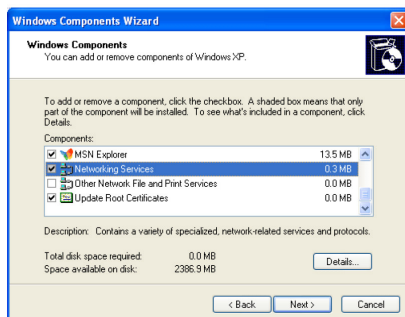 Windows Components Wizard
Windows Components
You can add or remove components of Windows XP.
To add or remove a component, click the checkbox. A shaded box means that only
part of the component will be installed. To see what's included in a component, click
Details.
Components:
MSN Explorer 13.5 MB
Networking Services 0.3 MB
Other Network File and Print Services 0.0 MB
Update Root Certificates 0.0 MB
Description: Contains a variety of specialized, network-related services and protocols.
Total disk space required: 0.0 MB
Space available on disk: 2386.9 MB
Details...
< Back Next > Cancel